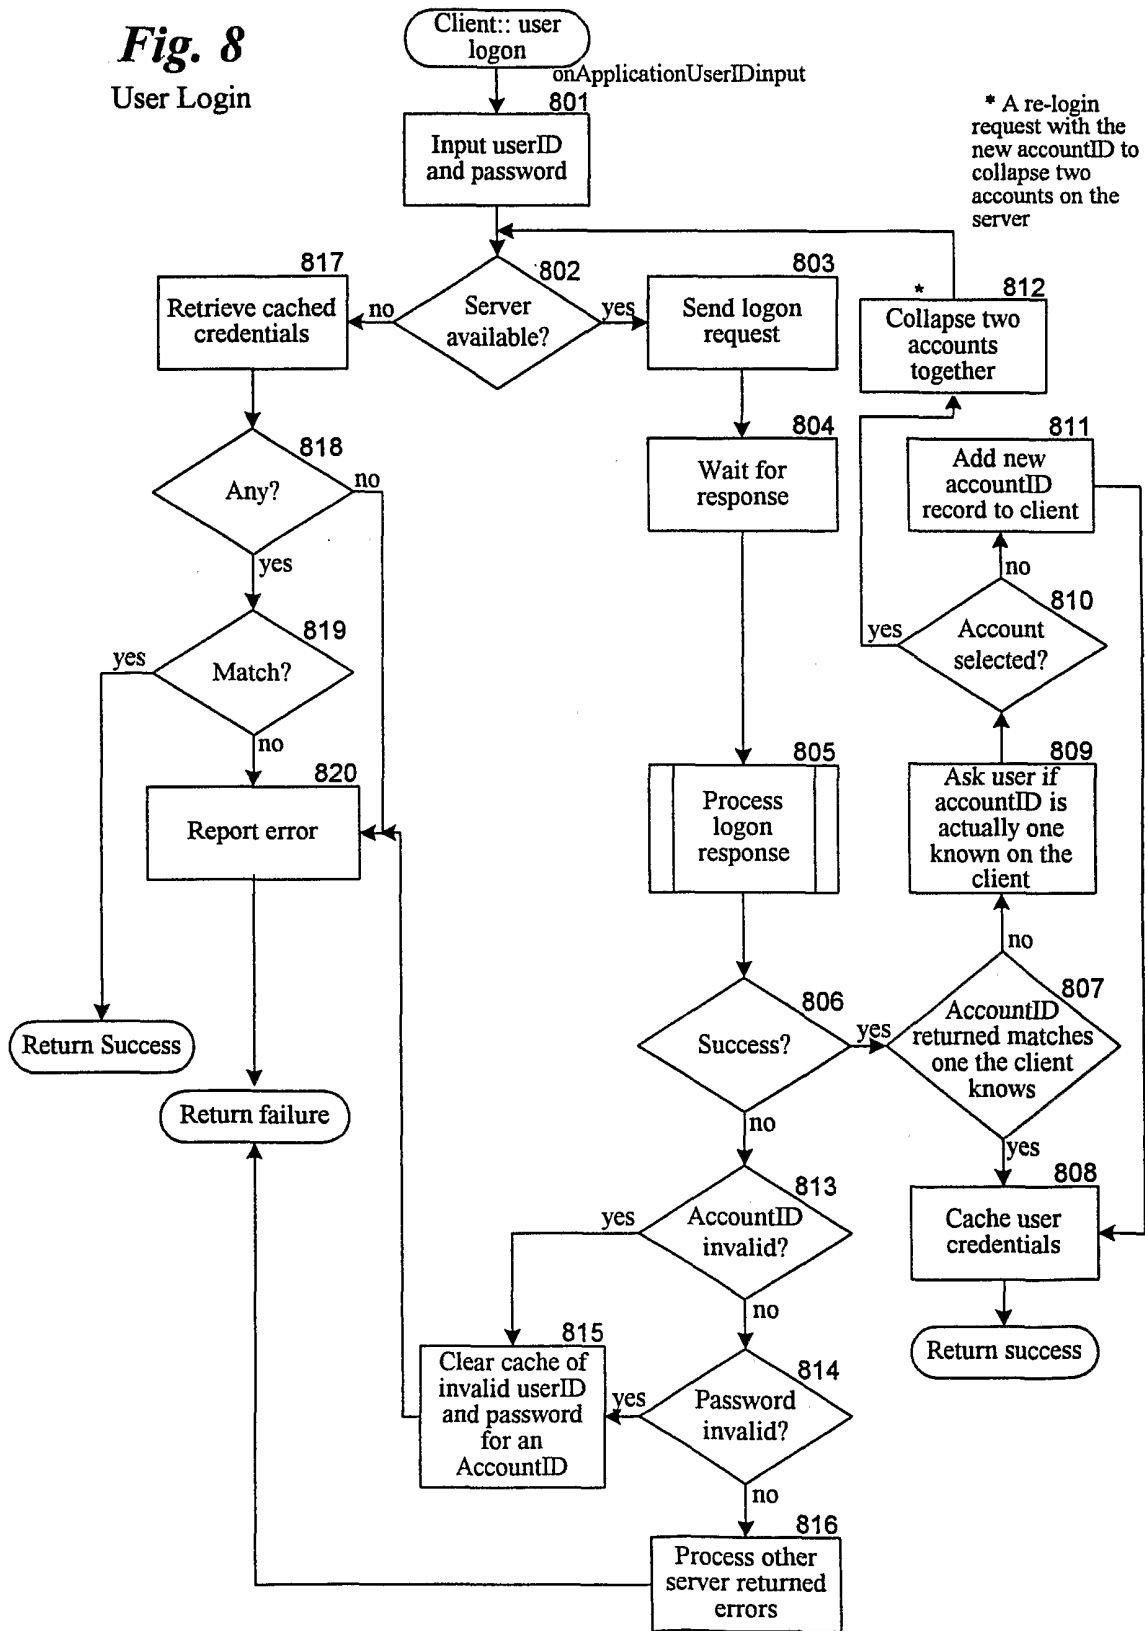 Fig. 8
User Login
Client:: user
logon
onApplicationUserIDinput
801
Input userID
and password
* A re-login
request with the
new accountID to
collapse two
accounts on the
server
817
Retrieve cached
credentials
no
802
Server
available?
yes
803
Send logon
request
*
812
Collapse two
accounts
together
818
Any?
no
yes
804
Wait for
response
811
Add new
accountID
record to client
no
810
Account
selected?
yes
819
Match?
yes
no
820
Report error
805
Process
logon
response
809
Ask user if
accountID is
actually one
known on the
client
no
806
Success?
yes
807
AccountID
returned matches
one the client
knows
Return Success
Return failure
no
yes
813
AccountID
invalid?
yes
808
Cache user
credentials
no
815
Clear cache of
invalid userID
and password
for an
AccountID
yes
814
Password
invalid?
Return success
no
816
Process other
server returned
errors